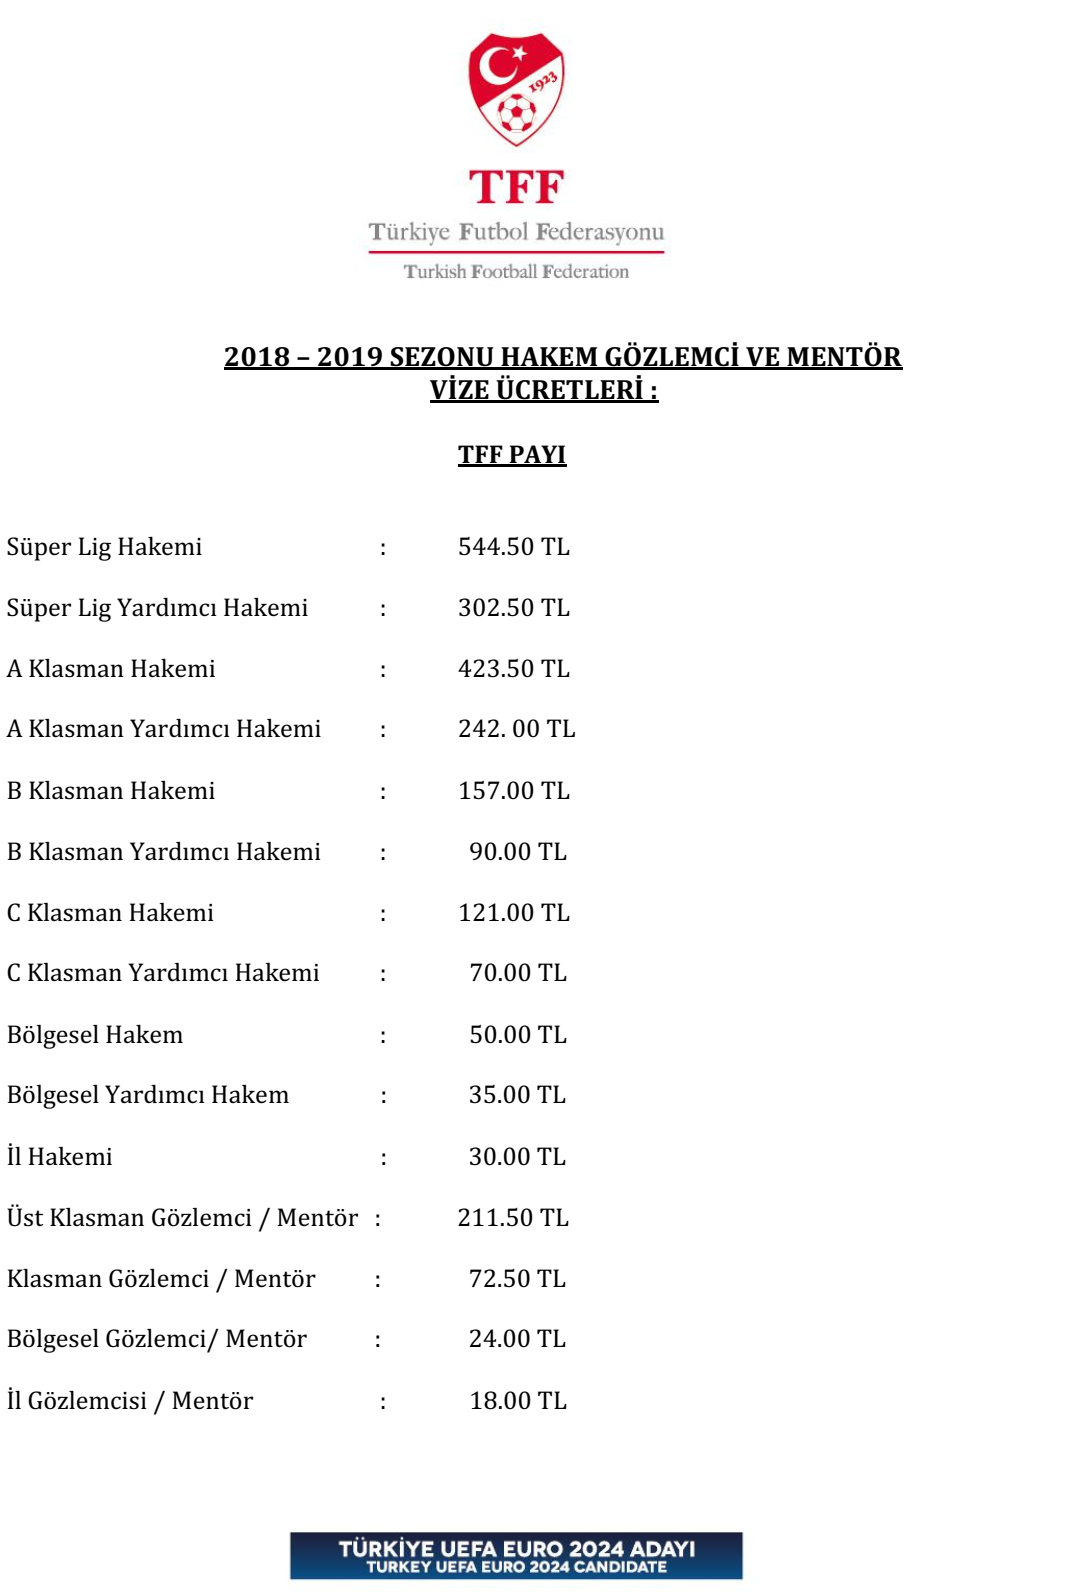 1923
TFF
Türkiye Futbol Federasyonu
Turkish Football Federation
2018 – 2019 SEZONU HAKEM GÖZLEMCİ VE MENTÖR
VİZE ÜCRETLERİ :
TFF PAYI
Süper Lig Hakemi : 544.50 TL
Süper Lig Yardımcı Hakemi : 302.50 TL
A Klasman Hakemi : 423.50 TL
A Klasman Yardımcı Hakemi : 242. 00 TL
B Klasman Hakemi : 157.00 TL
B Klasman Yardımcı Hakemi : 90.00 TL
C Klasman Hakemi : 121.00 TL
C Klasman Yardımcı Hakemi : 70.00 TL
Bölgesel Hakem : 50.00 TL
Bölgesel Yardımcı Hakem : 35.00 TL
İl Hakemi : 30.00 TL
Üst Klasman Gözlemci / Mentör : 211.50 TL
Klasman Gözlemci / Mentör : 72.50 TL
Bölgesel Gözlemci/ Mentör : 24.00 TL
İl Gözlemcisi / Mentör : 18.00 TL
TÜRKİYE UEFA EURO 2024 ADAYI
TURKEY UEFA EURO 2024 CANDIDATE